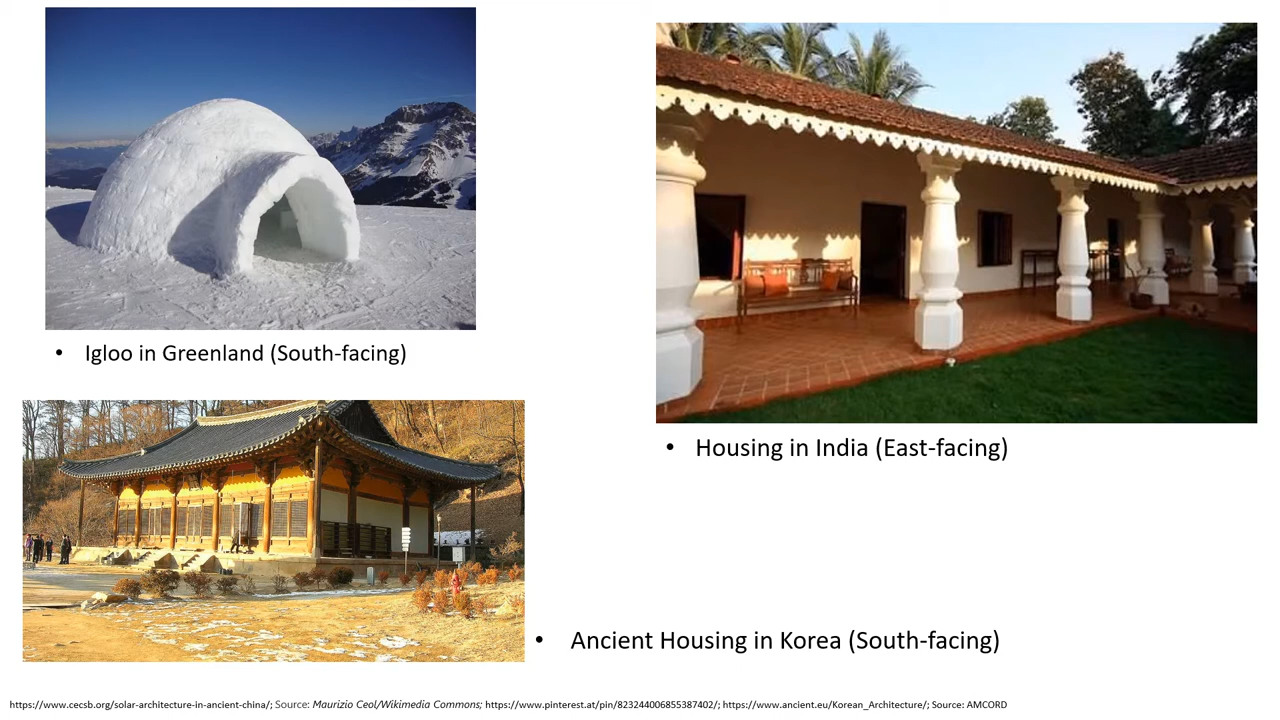 • Igloo in Greenland (South-facing)
• Housing in India (East-facing)
• Ancient Housing in Korea (South-facing)
https://www.cecsb.org/solar-architecture-in-ancient-china/; Source: Maurizio Ceol/Wikimedia Commons; https://www.pinterest.at/pin/823244006855387402/; https://www.ancient.eu/Korean_Architecture/; Source: AMCORD